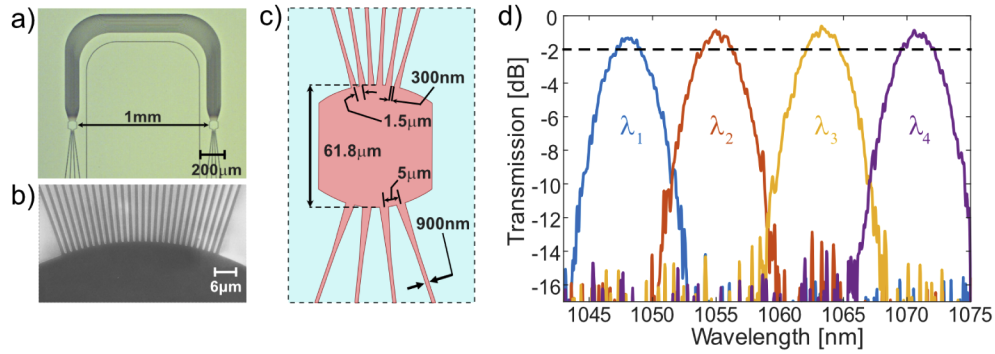 a)
1mm
200μm
b)
6μm
c)
300nm
1.5μm
61.8μm
5μm
900nm
d)
Transmission [dB]
0
-2
-4
-6
-8
-10
-12
-14
-16
λ1
λ2
λ3
λ4
1045 1050 1055 1060 1065 1070 1075
Wavelength [nm]